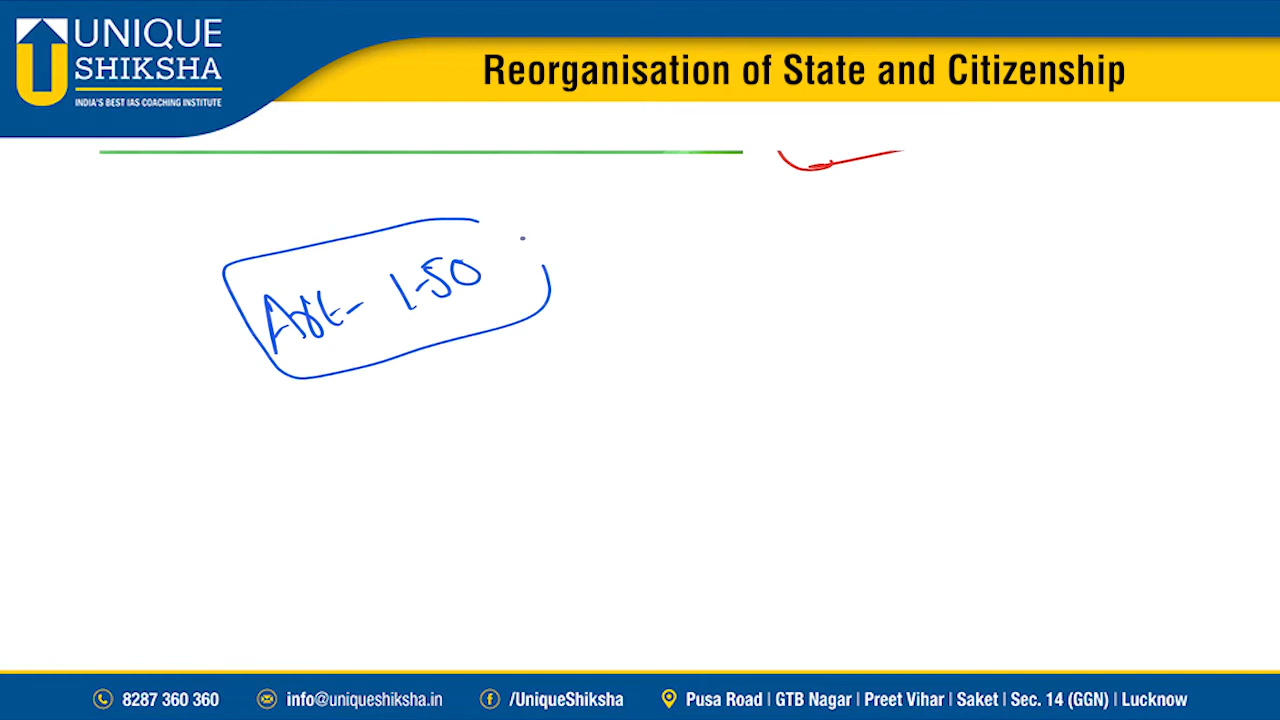 UNIQUE
SHIKSHA
INDIA'S BEST IAS COACHING INSTITUTE
Reorganisation of State and Citizenship
Art- 1-50
8287 360 360
info@uniqueshiksha.in
/UniqueShiksha
Pusa Road | GTB Nagar | Preet Vihar | Saket | Sec. 14 (GGN) | Lucknow